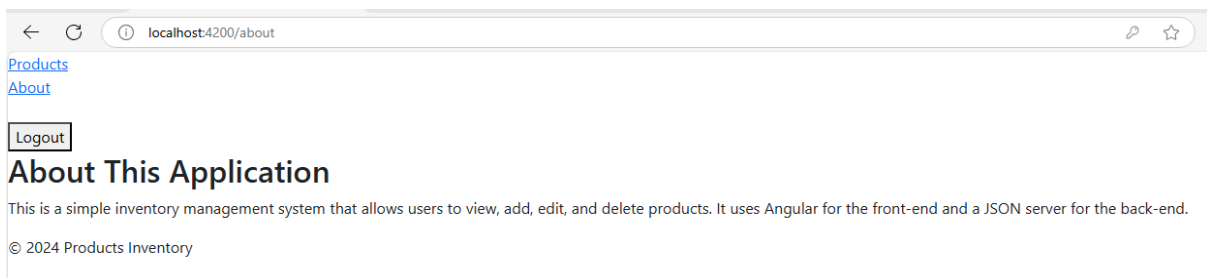 localhost:4200/about
Products
About
Logout
About This Application
This is a simple inventory management system that allows users to view, add, edit, and delete products. It uses Angular for the front-end and a JSON server for the back-end.
© 2024 Products Inventory